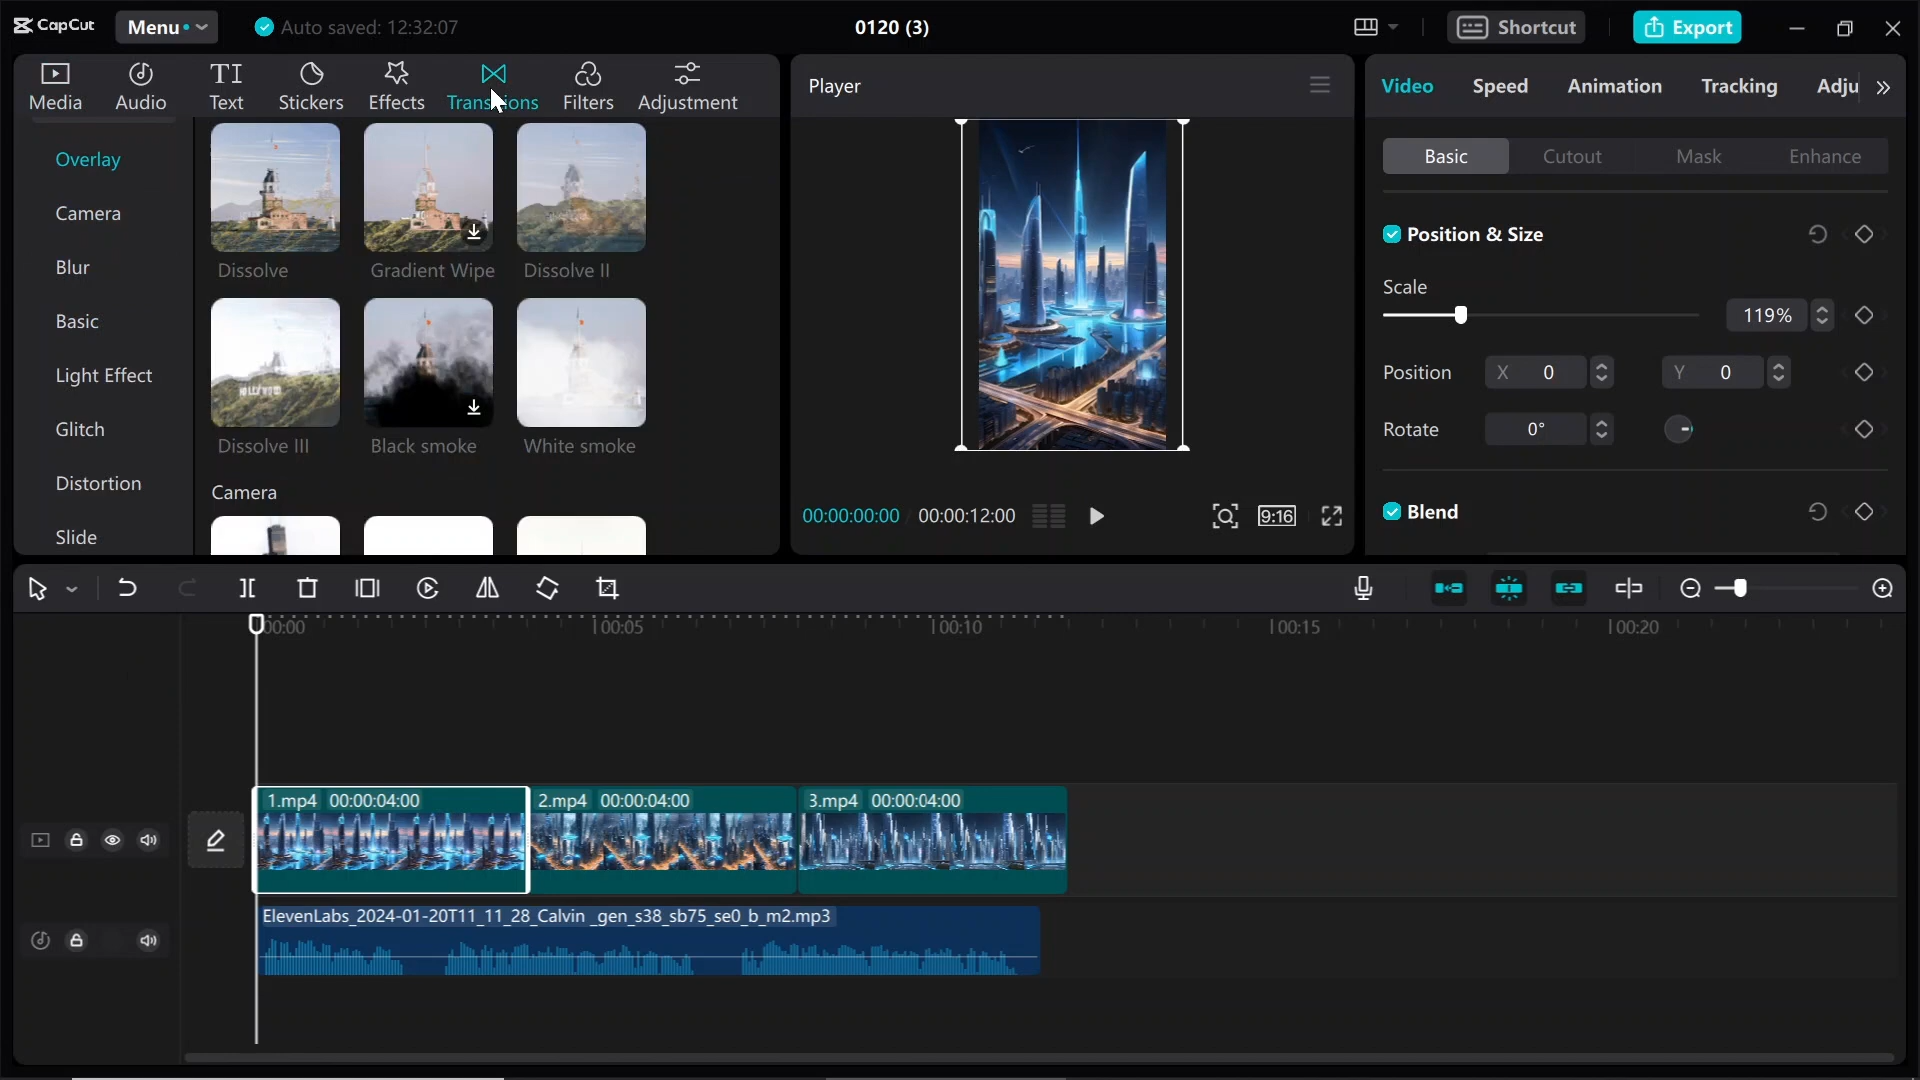 CapCut Menu Auto saved: 12:32:07 0120 (3) Shortcut Export
Media Audio Text Stickers Effects Transitions Filters Adjustment
Overlay
Camera
Blur
Basic
Light Effect
Glitch
Distortion
Slide
Dissolve Gradient Wipe Dissolve II
Dissolve III Black smoke White smoke
Camera
Player
00:00:00:00 00:00:12:00 9:16
Video Speed Animation Tracking Adju
Basic Cutout Mask Enhance
Position & Size
Scale
119%
Position X 0 Y 0
Rotate 0°
Blend
00:00 00:05 00:10 00:15 00:20
1.mp4 00:00:04:00 2.mp4 00:00:04:00 3.mp4 00:00:04:00
ElevenLabs_2024-01-20T11_11_28_Calvin _gen_s38_sb75_se0_b_m2.mp3